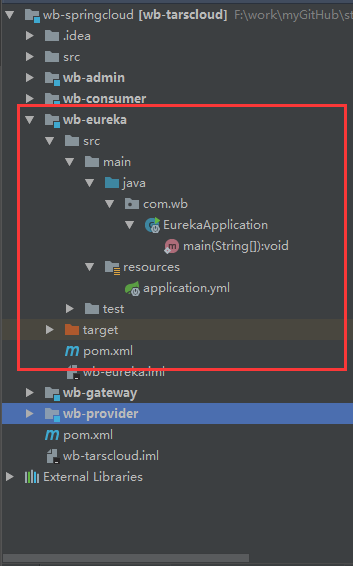 wb-springcloud [wb-tarscloud] F:\work\myGitHub\st
.idea
src
wb-admin
wb-consumer
wb-eureka
src
main
java
com.wb
EurekaApplication
main(String[]):void
resources
application.yml
test
target
pom.xml
wb-eureka.iml
wb-gateway
wb-provider
pom.xml
wb-tarscloud.iml
External Libraries